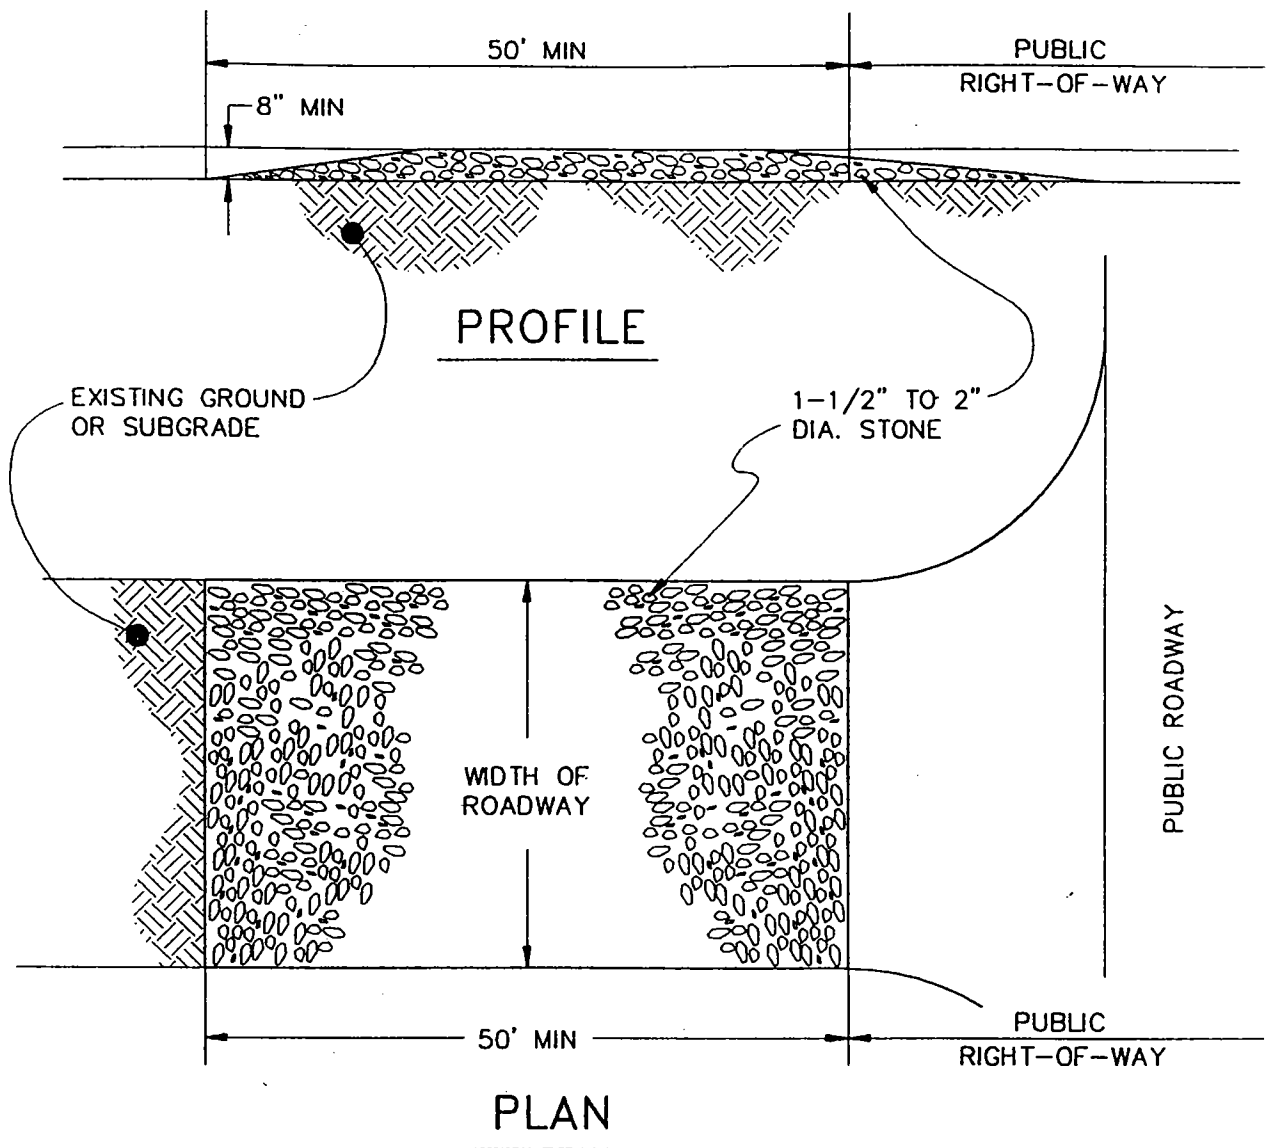 50' MIN
PUBLIC
RIGHT-OF-WAY
8" MIN
PROFILE
EXISTING GROUND
OR SUBGRADE
1-1/2" TO 2"
DIA. STONE
WIDTH OF
ROADWAY
PUBLIC ROADWAY
50' MIN
PUBLIC
RIGHT-OF-WAY
PLAN